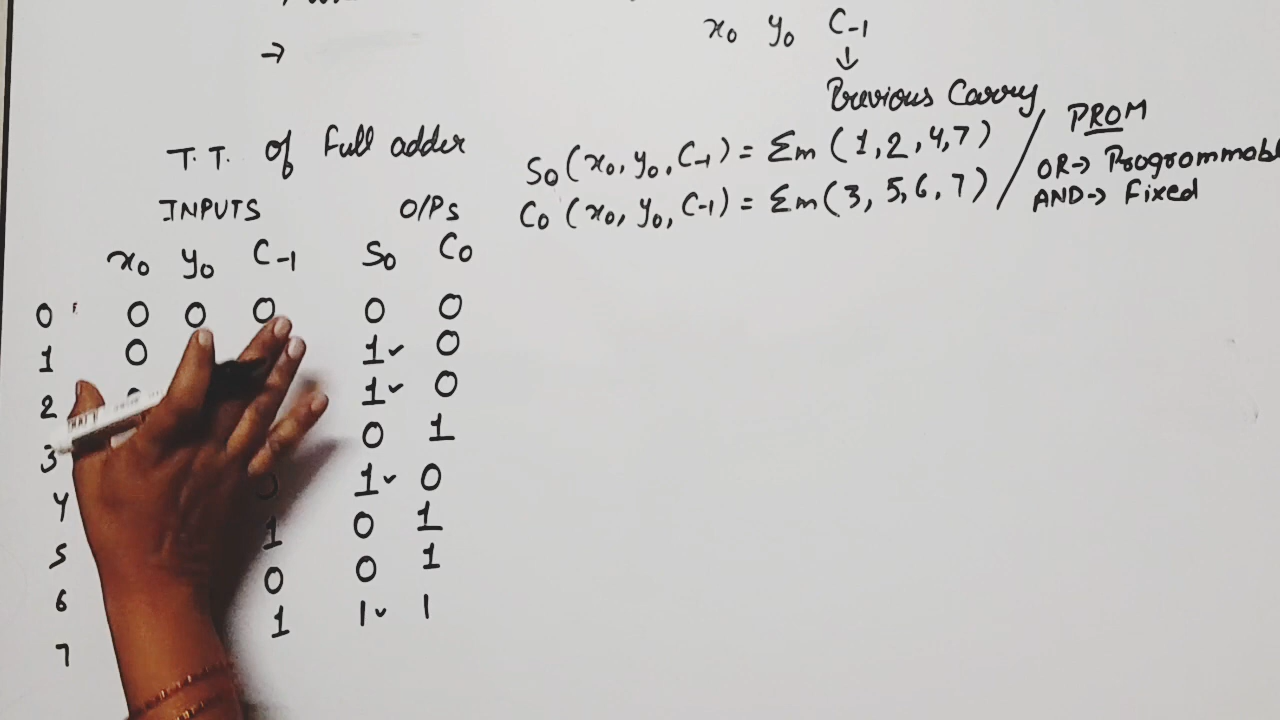 →
x₀ y₀ C₋₁
↓
Previous Carry
T.T. of Full adder
S₀ (x₀, y₀, C₋₁) = Σm (1, 2, 4, 7)
C₀ (x₀, y₀, C₋₁) = Σm (3, 5, 6, 7)
/ PROM
OR→ Progrommabl
AND→ Fixed
INPUTS O/Ps
x₀ y₀ C₋₁ S₀ C₀
0 0 0 0 0 0
1 0 1✓ 0
2 1✓ 0
3 0 1
4 0 1✓ 0
5 1 0 1
6 0 0 1
7 1 1✓ 1